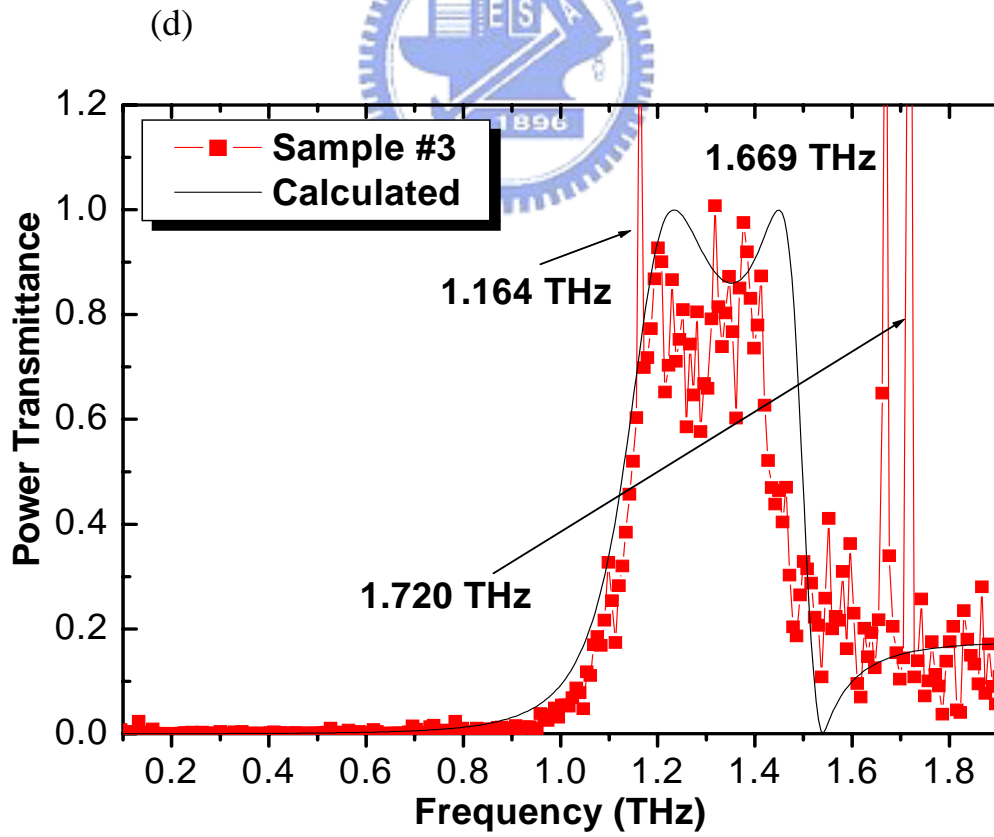 (d)
E S A
1896
1.2
1.0
0.8
0.6
0.4
0.2
0.0
Power Transmittance
Sample #3
Calculated
1.669 THz
1.164 THz
1.720 THz
0.2 0.4 0.6 0.8 1.0 1.2 1.4 1.6 1.8
Frequency (THz)